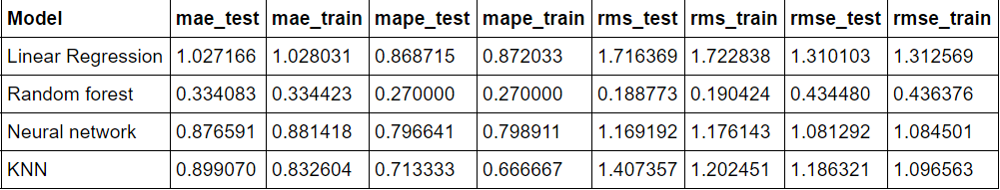 Model mae_test mae_train mape_test mape_train rms_test rms_train rmse_test rmse_train
Linear Regression 1.027166 1.028031 0.868715 0.872033 1.716369 1.722838 1.310103 1.312569
Random forest 0.334083 0.334423 0.270000 0.270000 0.188773 0.190424 0.434480 0.436376
Neural network 0.876591 0.881418 0.796641 0.798911 1.169192 1.176143 1.081292 1.084501
KNN 0.899070 0.832604 0.713333 0.666667 1.407357 1.202451 1.186321 1.096563